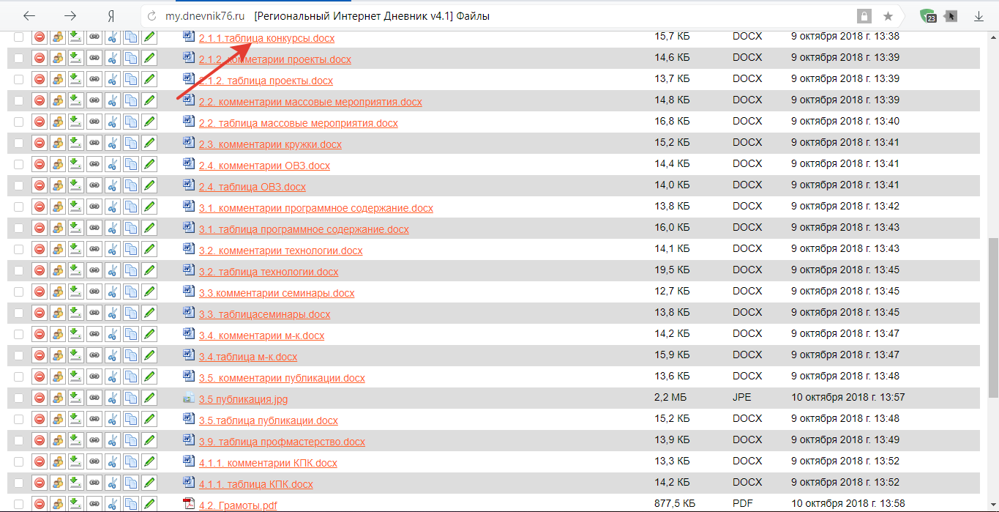 Я my.dnevnik76.ru [Региональный Интернет Дневник v4.1] Файлы 23
2.1.1.таблица конкурсы.docx 15,7 КБ DOCX 9 октября 2018 г. 13:38
2.1.2. комметарии проекты.docx 14,6 КБ DOCX 9 октября 2018 г. 13:39
2.1.2. таблица проекты.docx 13,7 КБ DOCX 9 октября 2018 г. 13:39
2.2. комментарии массовые мероприятия.docx 14,8 КБ DOCX 9 октября 2018 г. 13:39
2.2. таблица массовые мероприятия.docx 16,8 КБ DOCX 9 октября 2018 г. 13:40
2.3. комментарии кружки.docx 15,2 КБ DOCX 9 октября 2018 г. 13:41
2.4. комментарии ОВЗ.docx 14,4 КБ DOCX 9 октября 2018 г. 13:41
2.4. таблица ОВЗ.docx 14,0 КБ DOCX 9 октября 2018 г. 13:41
3.1. комментарии программное содержание.docx 13,8 КБ DOCX 9 октября 2018 г. 13:42
3.1. таблица программное содержание.docx 16,0 КБ DOCX 9 октября 2018 г. 13:43
3.2. комментарии технологии.docx 14,1 КБ DOCX 9 октября 2018 г. 13:43
3.2. таблица технологии.docx 19,5 КБ DOCX 9 октября 2018 г. 13:45
3.3.комментарии семинары.docx 12,7 КБ DOCX 9 октября 2018 г. 13:45
3.3. таблицасеминары.docx 13,8 КБ DOCX 9 октября 2018 г. 13:45
3.4. комментарии м-к.docx 14,2 КБ DOCX 9 октября 2018 г. 13:47
3.4.таблица м-к.docx 15,9 КБ DOCX 9 октября 2018 г. 13:47
3.5. комментарии публикации.docx 13,6 КБ DOCX 9 октября 2018 г. 13:48
3.5 публикация.jpg 2,2 МБ JPE 10 октября 2018 г. 13:57
3.5.таблица публикации.docx 15,2 КБ DOCX 9 октября 2018 г. 13:48
3.9. таблица профмастерство.docx 13,9 КБ DOCX 9 октября 2018 г. 13:49
4.1.1. комментарии КПК.docx 13,3 КБ DOCX 9 октября 2018 г. 13:52
4.1.1. таблица КПК.docx 14,2 КБ DOCX 9 октября 2018 г. 13:52
4.2. Грамоты.pdf 877,5 КБ PDF 10 октября 2018 г. 13:58